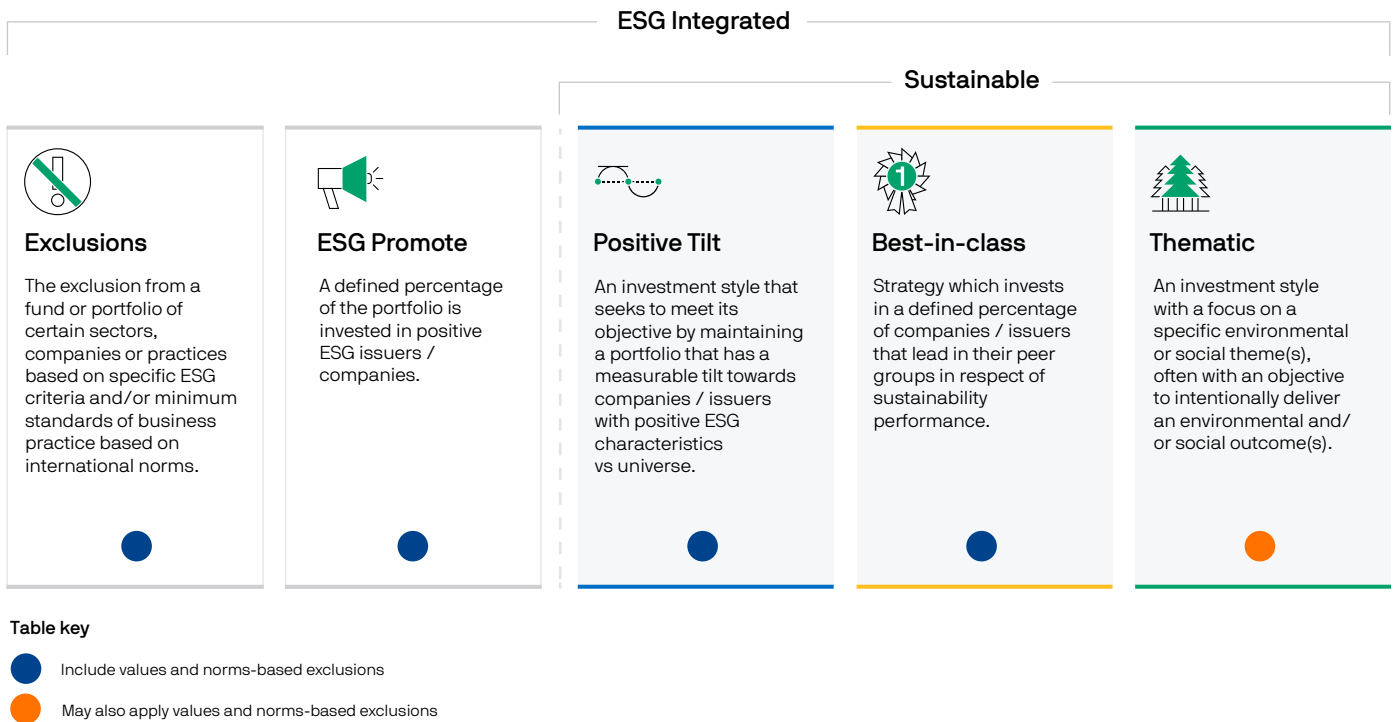 ESG Integrated
Sustainable
Exclusions
The exclusion from a
fund or portfolio of
certain sectors,
companies or practices
based on specific ESG
criteria and/or minimum
standards of business
practice based on
international norms.
ESG Promote
A defined percentage
of the portfolio is
invested in positive
ESG issuers /
companies.
Positive Tilt
An investment style that
seeks to meet its
objective by maintaining
a portfolio that has a
measurable tilt towards
companies / issuers
with positive ESG
characteristics
vs universe.
1
Best-in-class
Strategy which invests
in a defined percentage
of companies / issuers
that lead in their peer
groups in respect of
sustainability
performance.
Thematic
An investment style
with a focus on a
specific environmental
or social theme(s),
often with an objective
to intentionally deliver
an environmental and/
or social outcome(s).
Table key
Include values and norms-based exclusions
May also apply values and norms-based exclusions